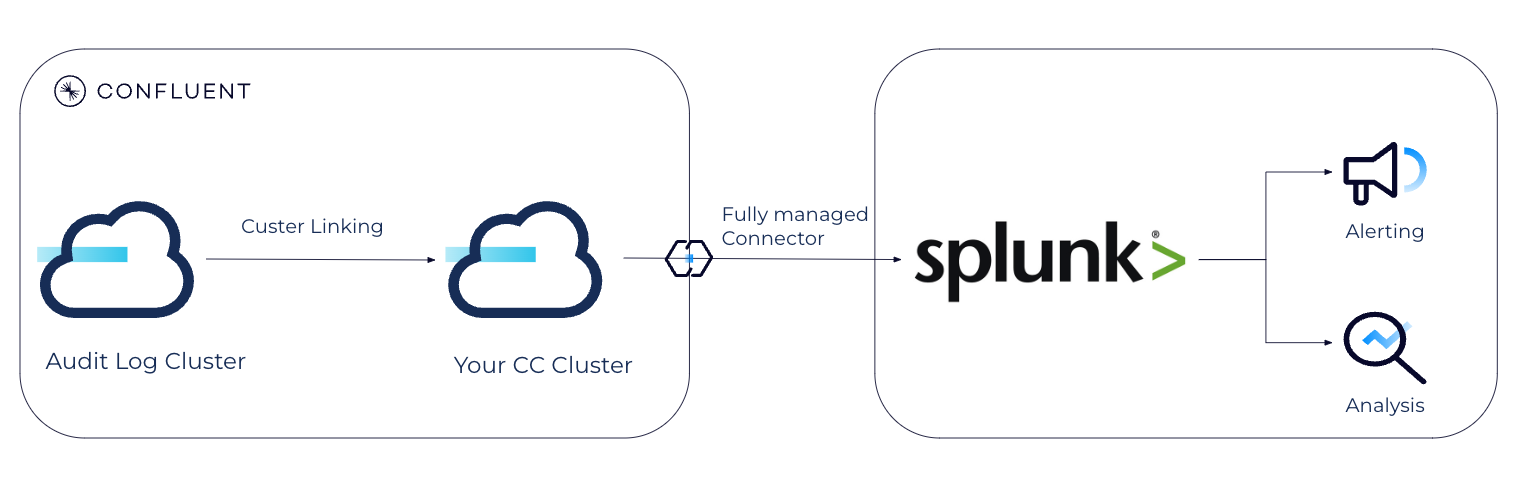 CONFLUENT
Custer Linking
Audit Log Cluster
Your CC Cluster
Fully managed
Connector
splunk>®
Alerting
Analysis